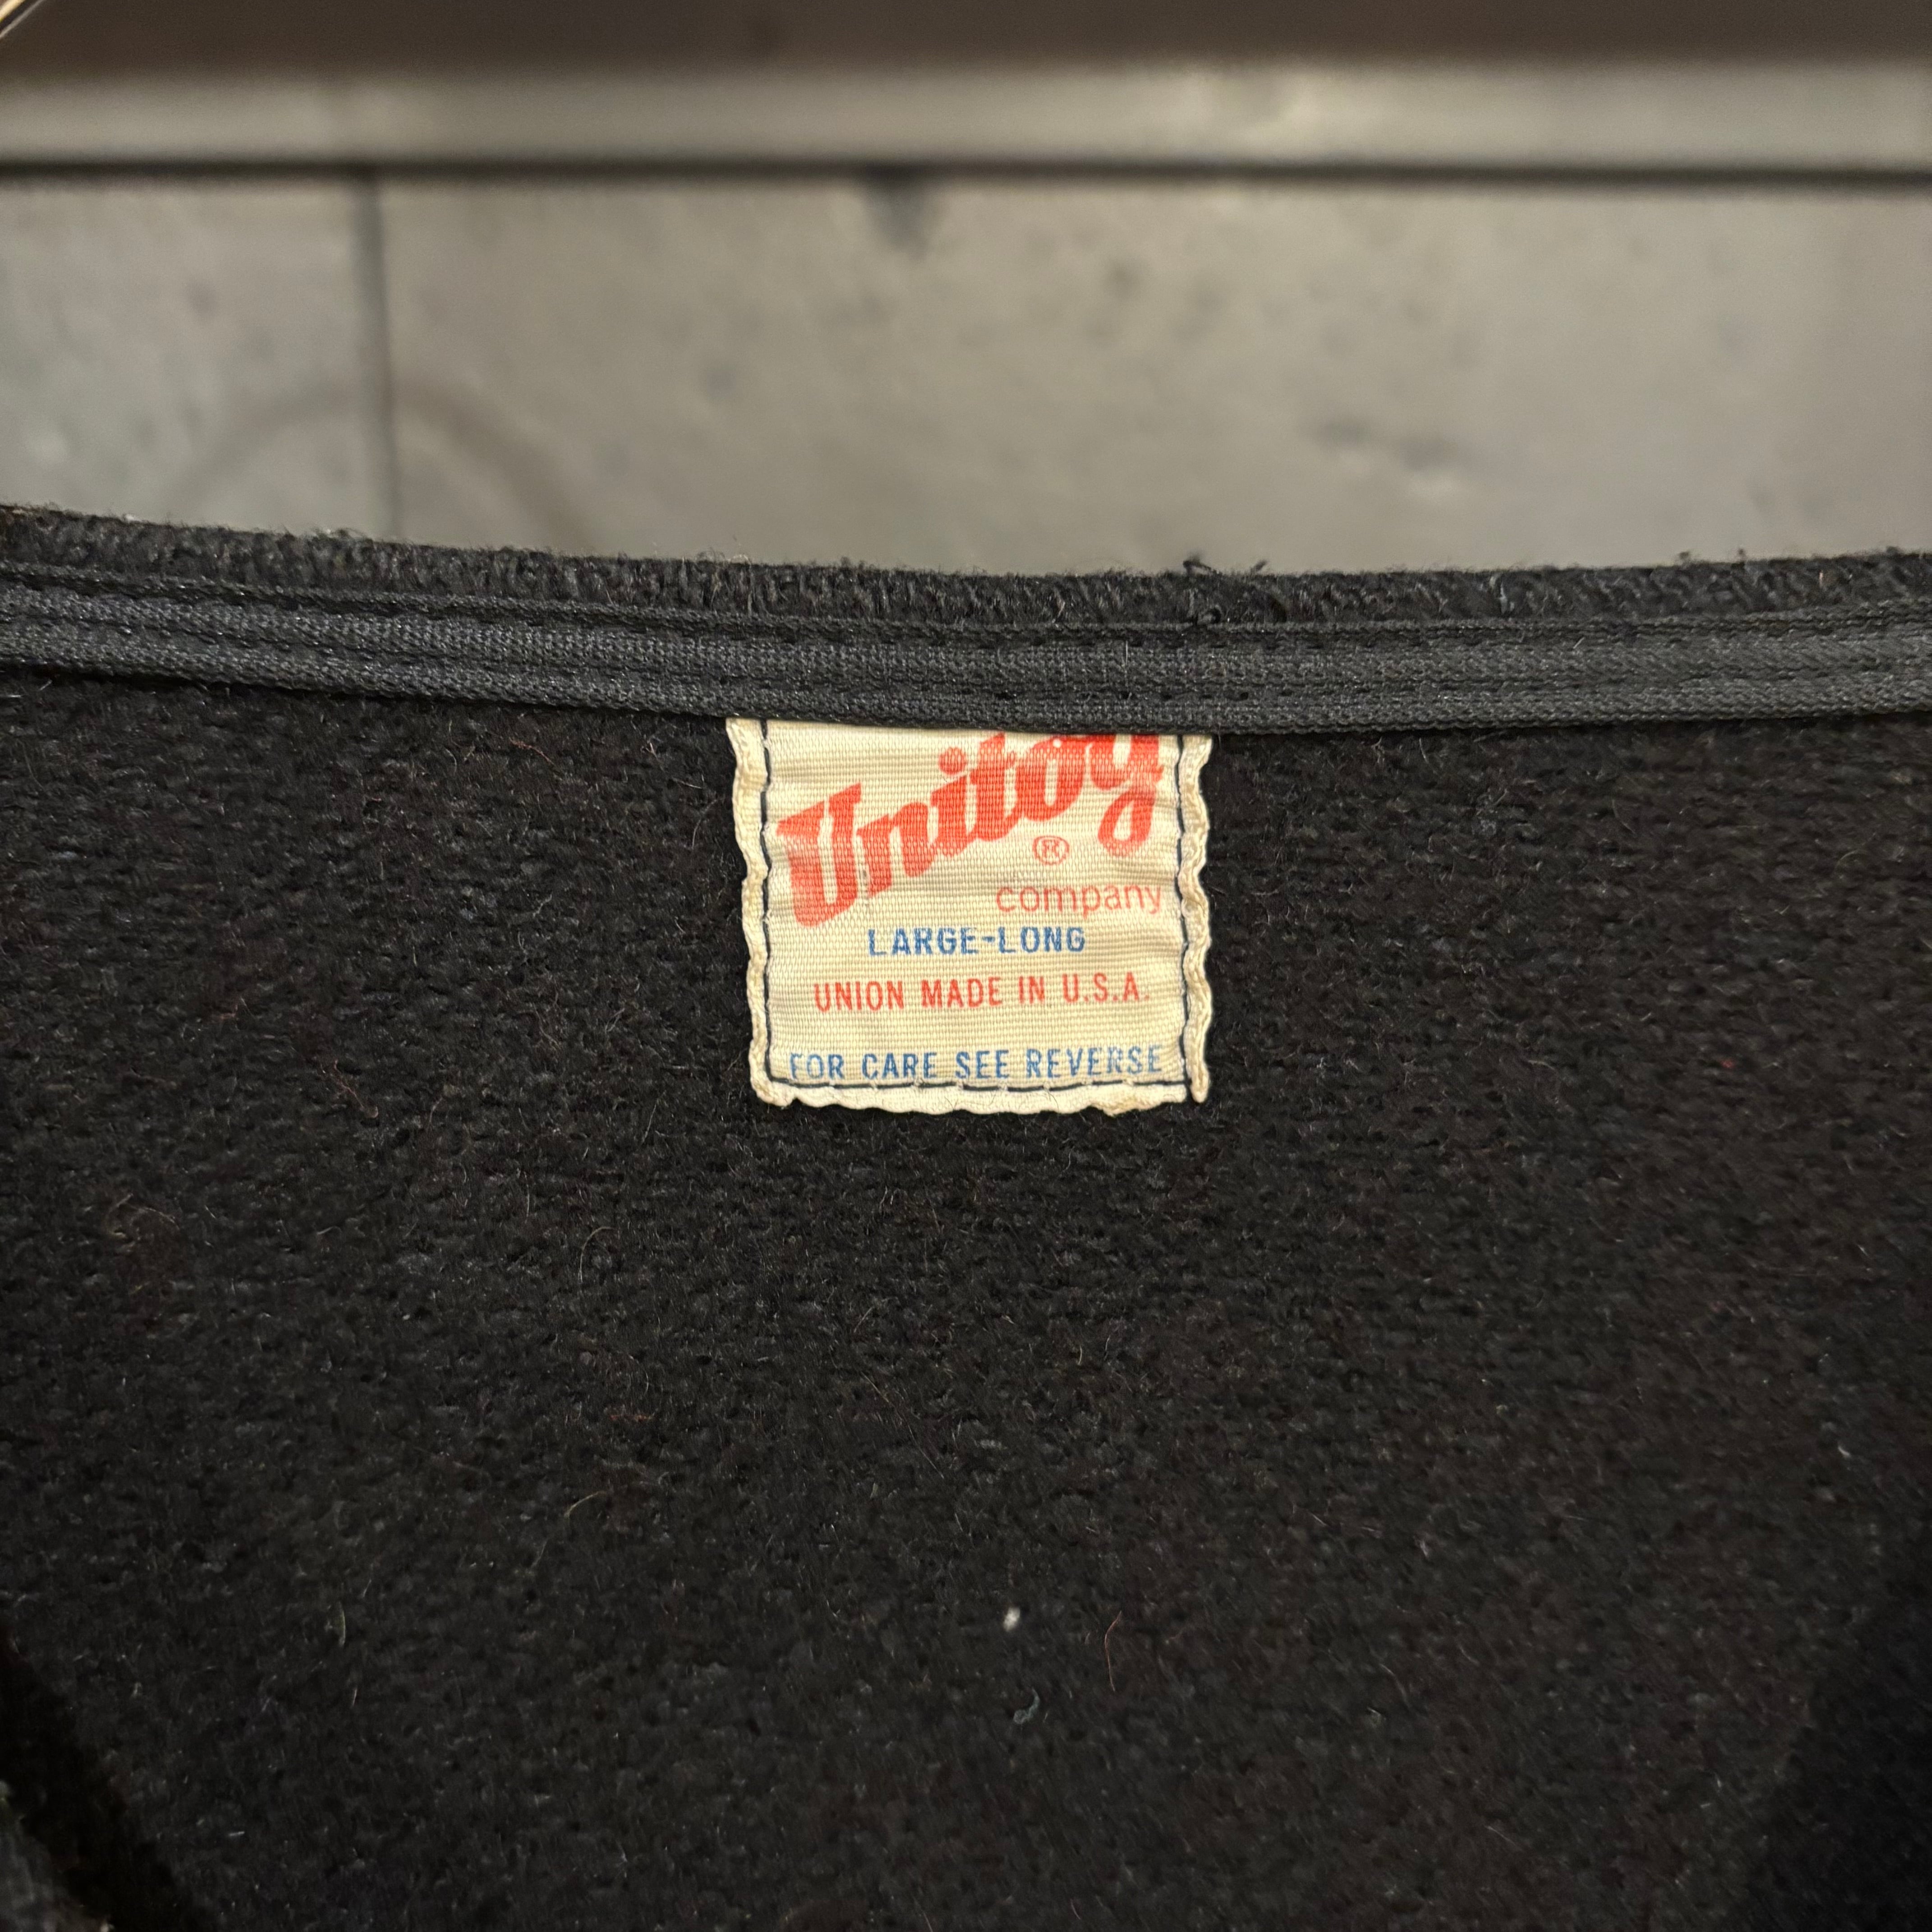 Unitog
®
company
LARGE-LONG
UNION MADE IN U.S.A.
FOR CARE SEE REVERSE